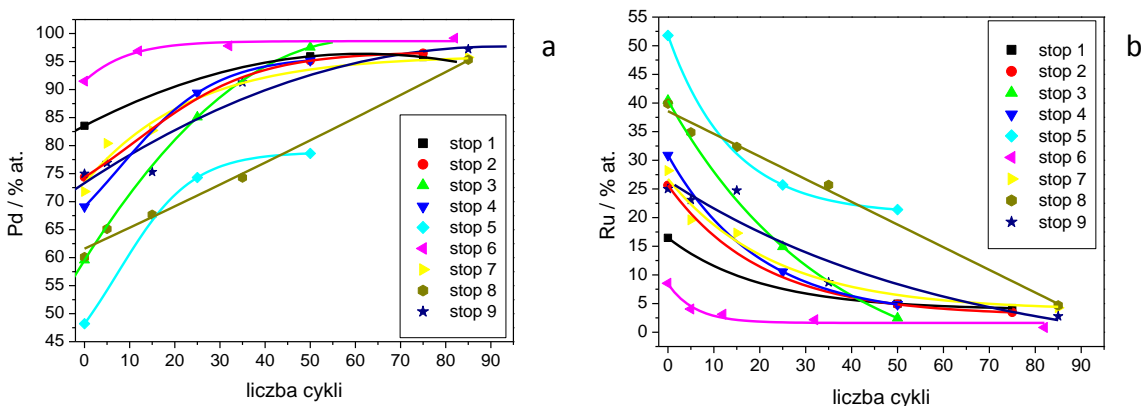 a
Pd / % at.
100
95
90
85
80
75
70
65
60
55
50
45
0 10 20 30 40 50 60 70 80 90
liczba cykli
stop 1
stop 2
stop 3
stop 4
stop 5
stop 6
stop 7
stop 8
stop 9
b
Ru / % at.
55
50
45
40
35
30
25
20
15
10
5
0
0 10 20 30 40 50 60 70 80 90
liczba cykli
stop 1
stop 2
stop 3
stop 4
stop 5
stop 6
stop 7
stop 8
stop 9